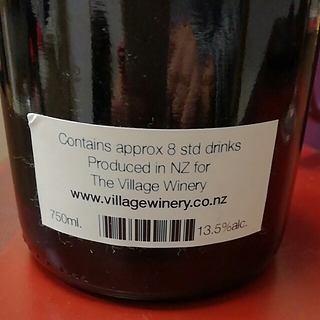 Contains approx 8 std drinks
Produced in NZ for
The Village Winery
www.villagewinery.co.nz
750ml. 13.5%alc.